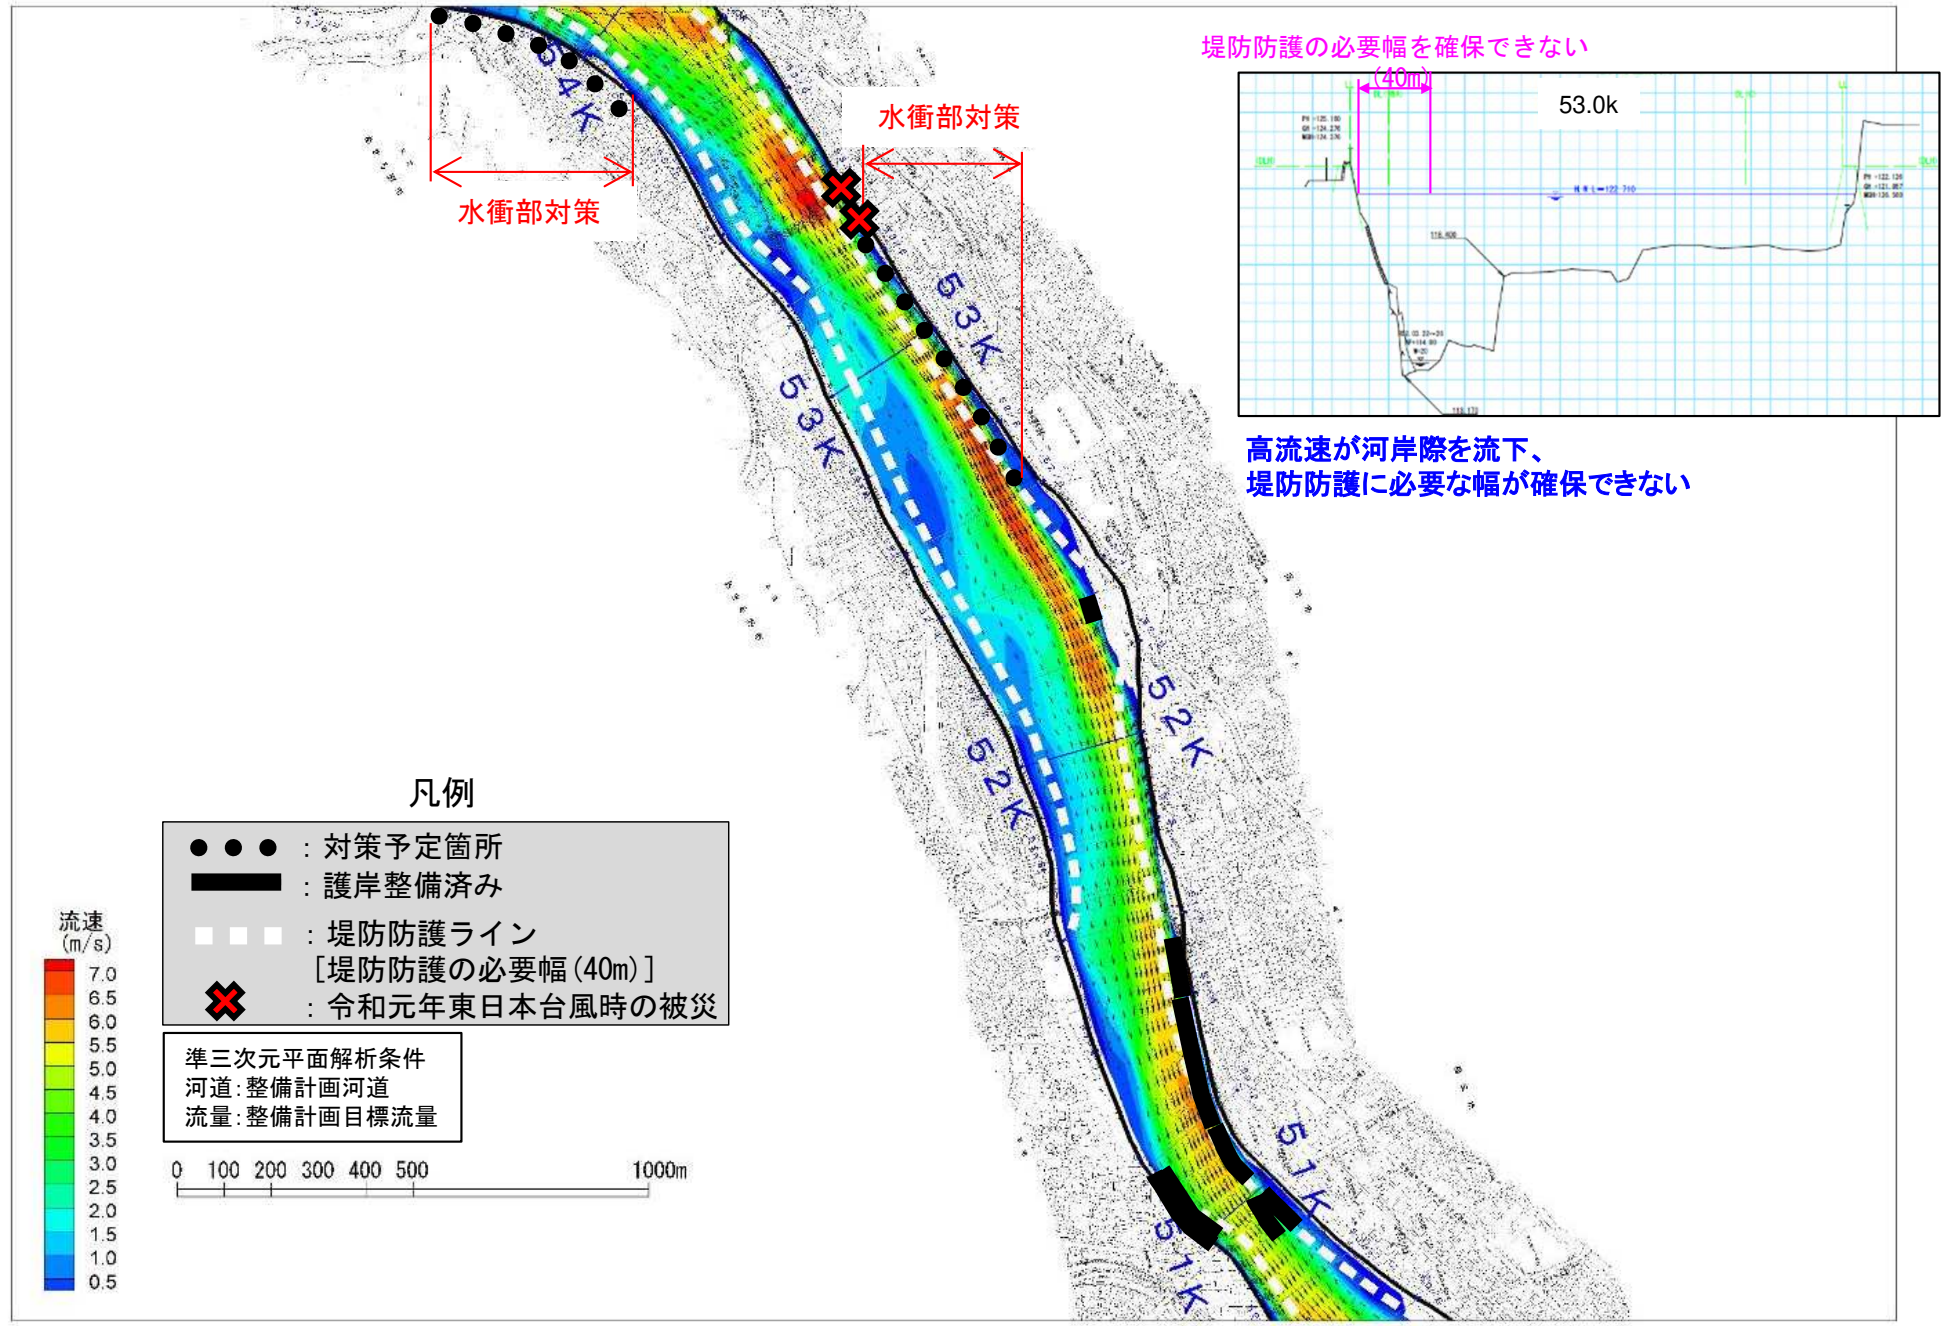 堤防防護の必要幅を確保できない
(40m)
53.0k
H.W.L=122.710
高流速が河岸際を流下、
堤防防護に必要な幅が確保できない
水衝部対策
水衝部対策
54K
53K
53K
52K
52K
51K
51K
凡例
：対策予定箇所
：護岸整備済み
：堤防防護ライン
［堤防防護の必要幅(40m)］
：令和元年東日本台風時の被災
準三次元平面解析条件
河道：整備計画河道
流量：整備計画目標流量
0 100 200 300 400 500 1000m
流速
(m/s)
7.0
6.5
6.0
5.5
5.0
4.5
4.0
3.5
3.0
2.5
2.0
1.5
1.0
0.5